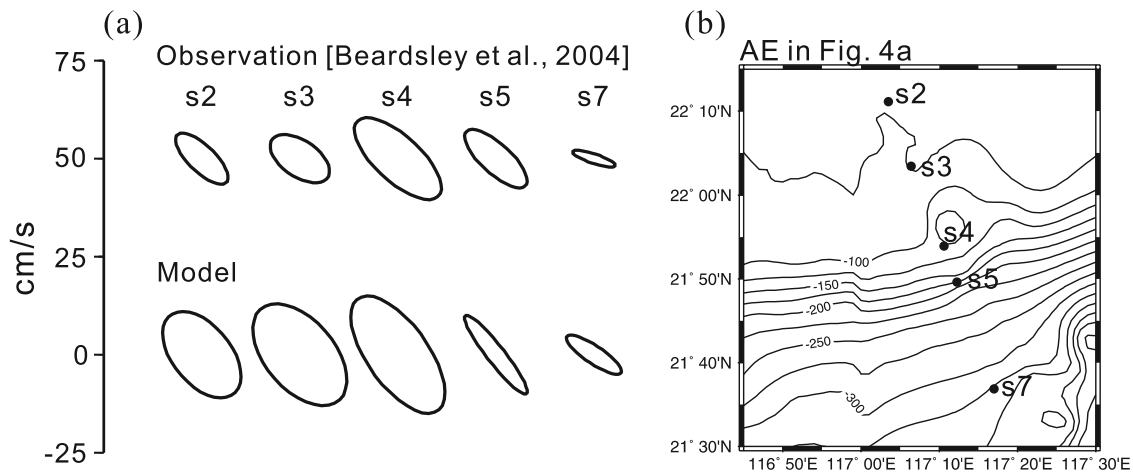 (a)
Observation [Beardsley et al., 2004]
s2 s3 s4 s5 s7
Model
75
50
25
0
-25
cm/s
(b)
AE in Fig. 4a
22° 10'N
22° 00'N
21° 50'N
21° 40'N
21° 30'N
s2
s3
s4
s5
s7
-100
-150
-200
-250
-300
116° 50'E 117° 00'E 117° 10'E 117° 20'E 117° 30'E